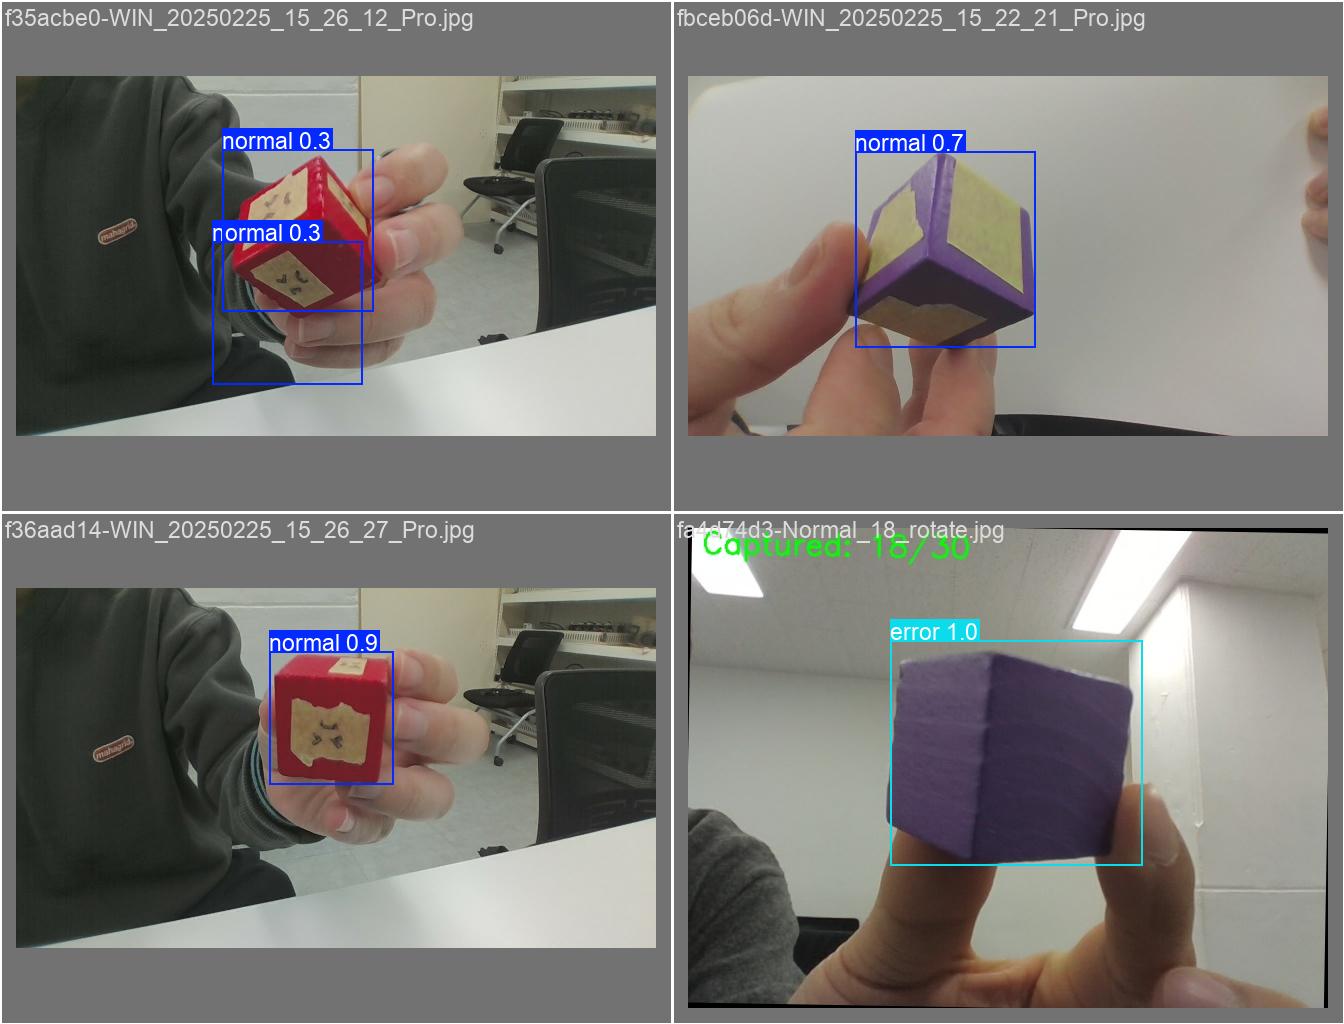 f35acbe0-WIN_20250225_15_26_12_Pro.jpg
normal 0.3
normal 0.3
mahagrid.
fbceb06d-WIN_20250225_15_22_21_Pro.jpg
normal 0.7
f36aad14-WIN_20250225_15_26_27_Pro.jpg
normal 0.9
mahagrid.
fa4d74d3-Normal_18_rotate.jpg
Captured: 18/30
error 1.0